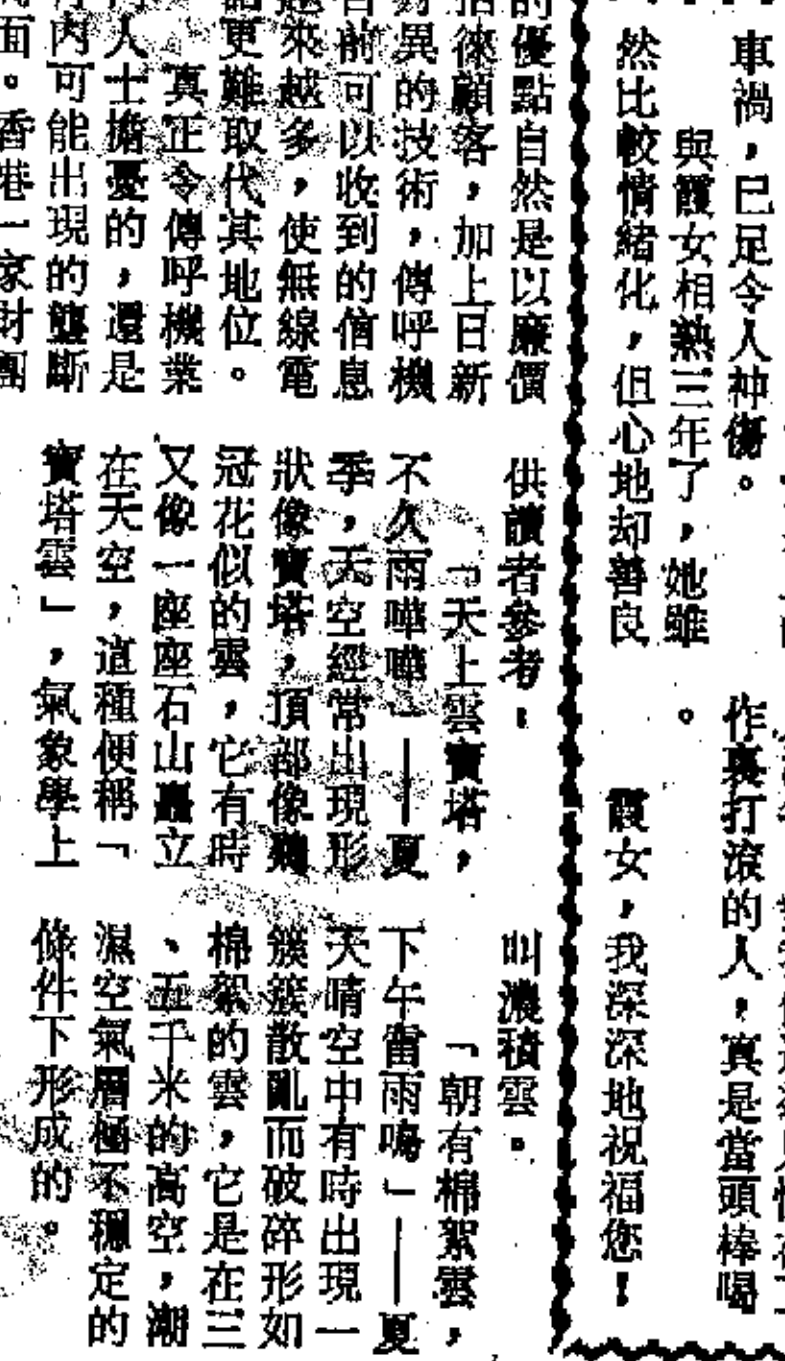 車禍，已足令人神傷。
與霞女相熟三年了，她雖
然比較情緒化，但心地却善良
。
作裏打滾的人，真是當頭棒喝
霞女，我深深地祝福您！
的優點自然是以廉價
徠顧客，加上日新
異的技術，傳呼機
前可以收到的信息
來越多，使無線電
更難取代其地位。
真正令傳呼機業
人士擔憂的，還是
內可能出現的壟斷
面。香港一家財團
供讀者參考：
「天上雲寶塔，
不久雨嘩嘩」——夏
季，天空經常出現形
狀像寶塔，頂部像雞
冠花似的雲，它有時
又像一座座石山矗立
在天空，這種便稱「
寶塔雲」，氣象學上
叫濃積雲。
「朝有棉絮雲，
下午雷雨鳴」——夏
天晴空中有時出現一
簇簇散亂而破碎形如
棉絮的雲，它是在三
、五千米的高空，潮
濕空氣層極不穩定的
條件下形成的。